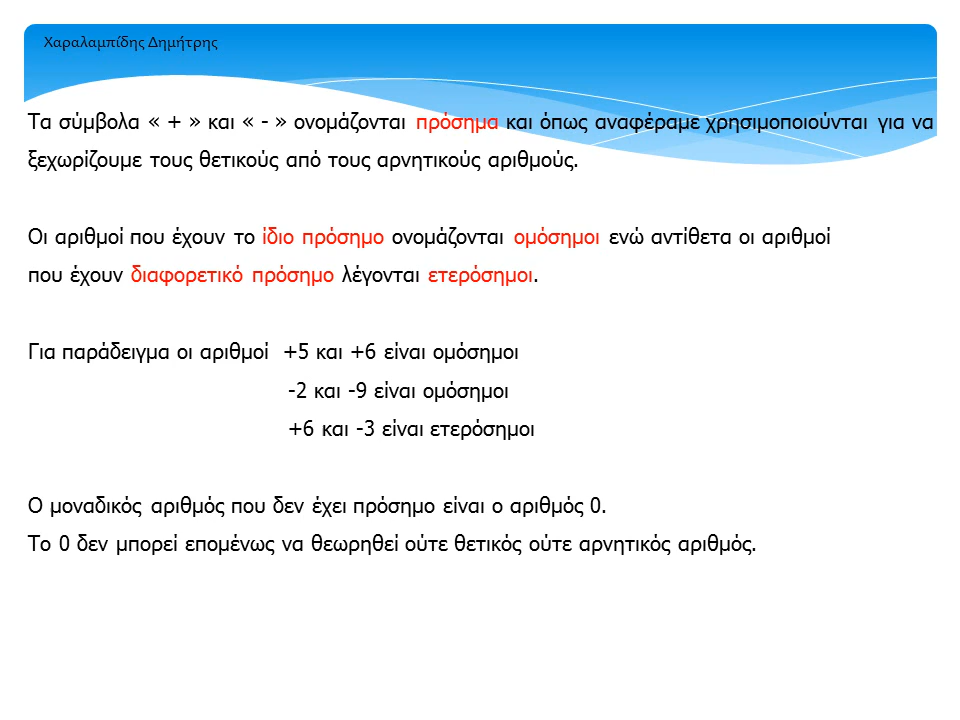 Χαραλαμπίδης Δημήτρης
Τα σύμβολα « + » και « - » ονομάζονται πρόσημα και όπως αναφέραμε χρησιμοποιούνται για να
ξεχωρίζουμε τους θετικούς από τους αρνητικούς αριθμούς.
Οι αριθμοί που έχουν το ίδιο πρόσημο ονομάζονται ομόσημοι ενώ αντίθετα οι αριθμοί
που έχουν διαφορετικό πρόσημο λέγονται ετερόσημοι.
Για παράδειγμα οι αριθμοί +5 και +6 είναι ομόσημοι
-2 και -9 είναι ομόσημοι
+6 και -3 είναι ετερόσημοι
Ο μοναδικός αριθμός που δεν έχει πρόσημο είναι ο αριθμός 0.
Το 0 δεν μπορεί επομένως να θεωρηθεί ούτε θετικός ούτε αρνητικός αριθμός.